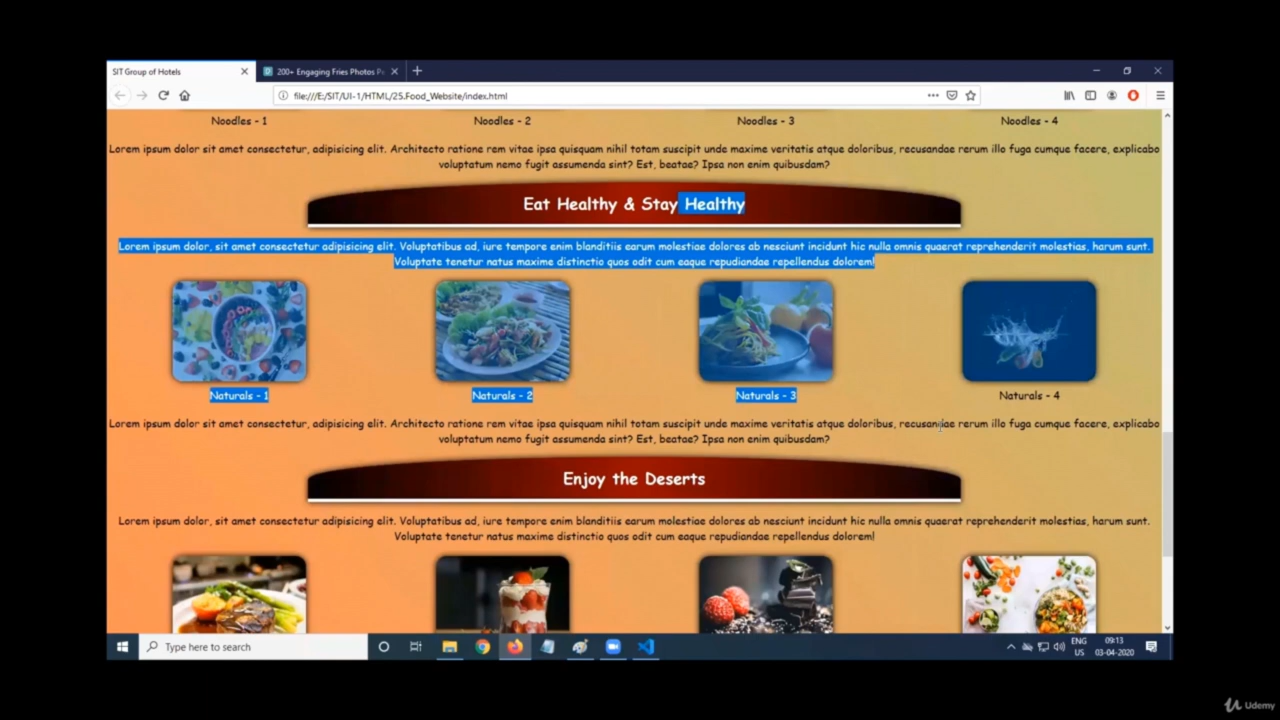 SIT Group of Hotels
200+ Engaging Fries Photos
file:///E:/SIT/UI-1/HTML/25.Food_Website/index.html
Noodles - 1 Noodles - 2 Noodles - 3 Noodles - 4
Lorem ipsum dolor sit amet consectetur, adipisicing elit. Architecto ratione rem vitae ipsa quisquam nihil totam suscipit unde maxime veritatis atque doloribus, recusandae rerum illo fuga cumque facere, explicabo
voluptatum nemo fugit assumenda sint? Est, beatae? Ipsa non enim quibusdam?
Eat Healthy & Stay Healthy
Lorem ipsum dolor, sit amet consectetur adipisicing elit. Voluptatibus ad, iure tempore enim blanditiis earum molestiae dolores ab nesciunt incidunt hic nulla omnis quaerat reprehenderit molestias, harum sunt.
Voluptate tenetur natus maxime distinctio quos odit cum eaque repudiandae repellendus dolorem!
Naturals - 1 Naturals - 2 Naturals - 3 Naturals - 4
Lorem ipsum dolor sit amet consectetur, adipisicing elit. Architecto ratione rem vitae ipsa quisquam nihil totam suscipit unde maxime veritatis atque doloribus, recusandae rerum illo fuga cumque facere, explicabo
voluptatum nemo fugit assumenda sint? Est, beatae? Ipsa non enim quibusdam?
Enjoy the Deserts
Lorem ipsum dolor, sit amet consectetur adipisicing elit. Voluptatibus ad, iure tempore enim blanditiis earum molestiae dolores ab nesciunt incidunt hic nulla omnis quaerat reprehenderit molestias, harum sunt.
Voluptate tenetur natus maxime distinctio quos odit cum eaque repudiandae repellendus dolorem!
Type here to search
ENG
US
09:13
03-04-2020
Udemy